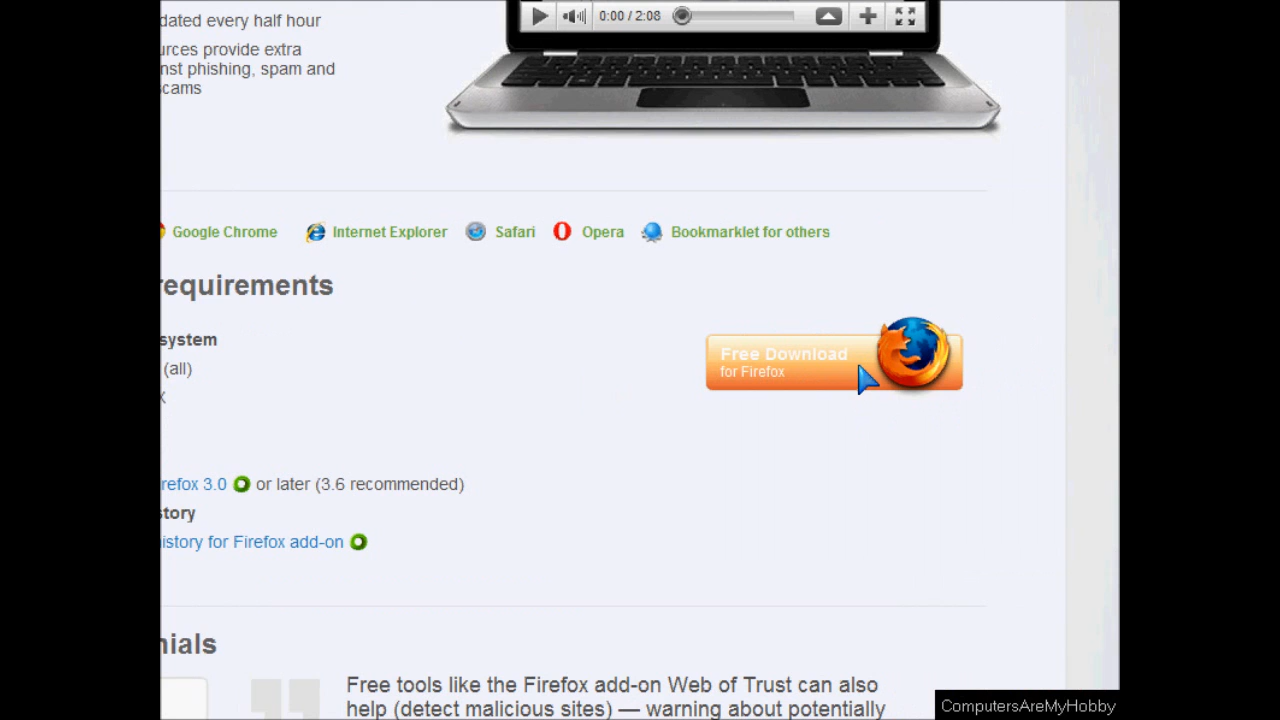 dated every half hour
urces provide extra
nst phishing, spam and
scams
0:00 / 2:08
Google Chrome Internet Explorer Safari Opera Bookmarklet for others
requirements
system
(all)
Free Download
for Firefox
X
refox 3.0 or later (3.6 recommended)
story
history for Firefox add-on
nials
Free tools like the Firefox add-on Web of Trust can also
help (detect malicious sites) — warning about potentially
ComputersAreMyHobby